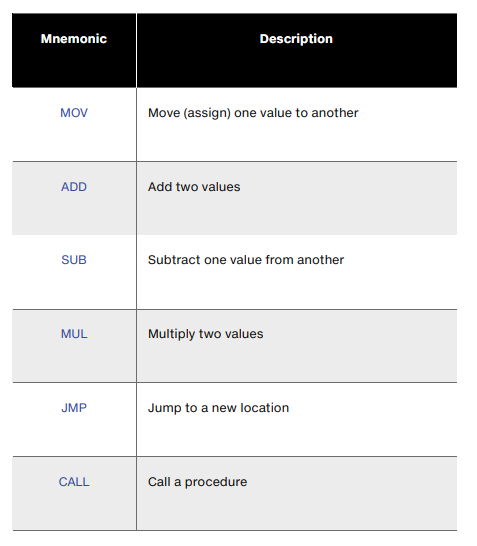 Mnemonic Description
MOV Move (assign) one value to another
ADD Add two values
SUB Subtract one value from another
MUL Multiply two values
JMP Jump to a new location
CALL Call a procedure